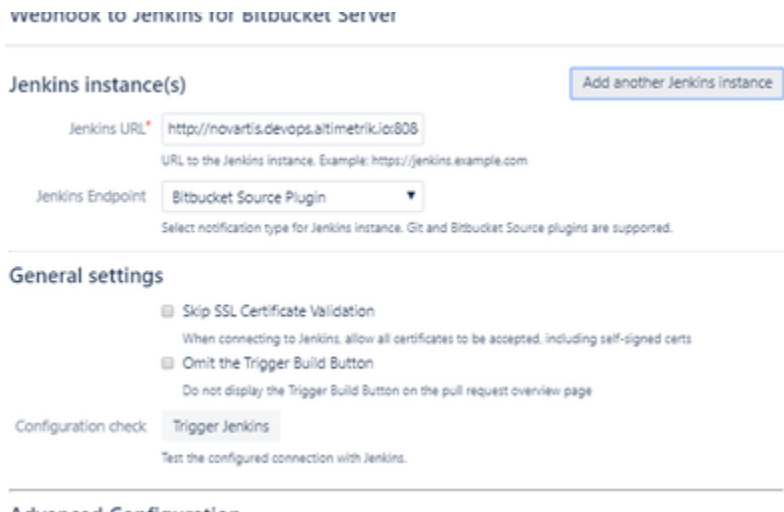 Webhook to Jenkins for Bitbucket Server
Jenkins instance(s)
Add another Jenkins instance
Jenkins URL*
http://novartis.devops.altimetrik.io:808
URL to the Jenkins instance. Example: https://jenkins.example.com
Jenkins Endpoint
Bitbucket Source Plugin
Select notification type for Jenkins instance. Git and Bitbucket Source plugins are supported.
General settings
Skip SSL Certificate Validation
When connecting to Jenkins, allow all certificates to be accepted, including self-signed certs
Omit the Trigger Build Button
Do not display the Trigger Build Button on the pull request overview page
Configuration check
Trigger Jenkins
Test the configured connection with Jenkins.
Advanced Configuration